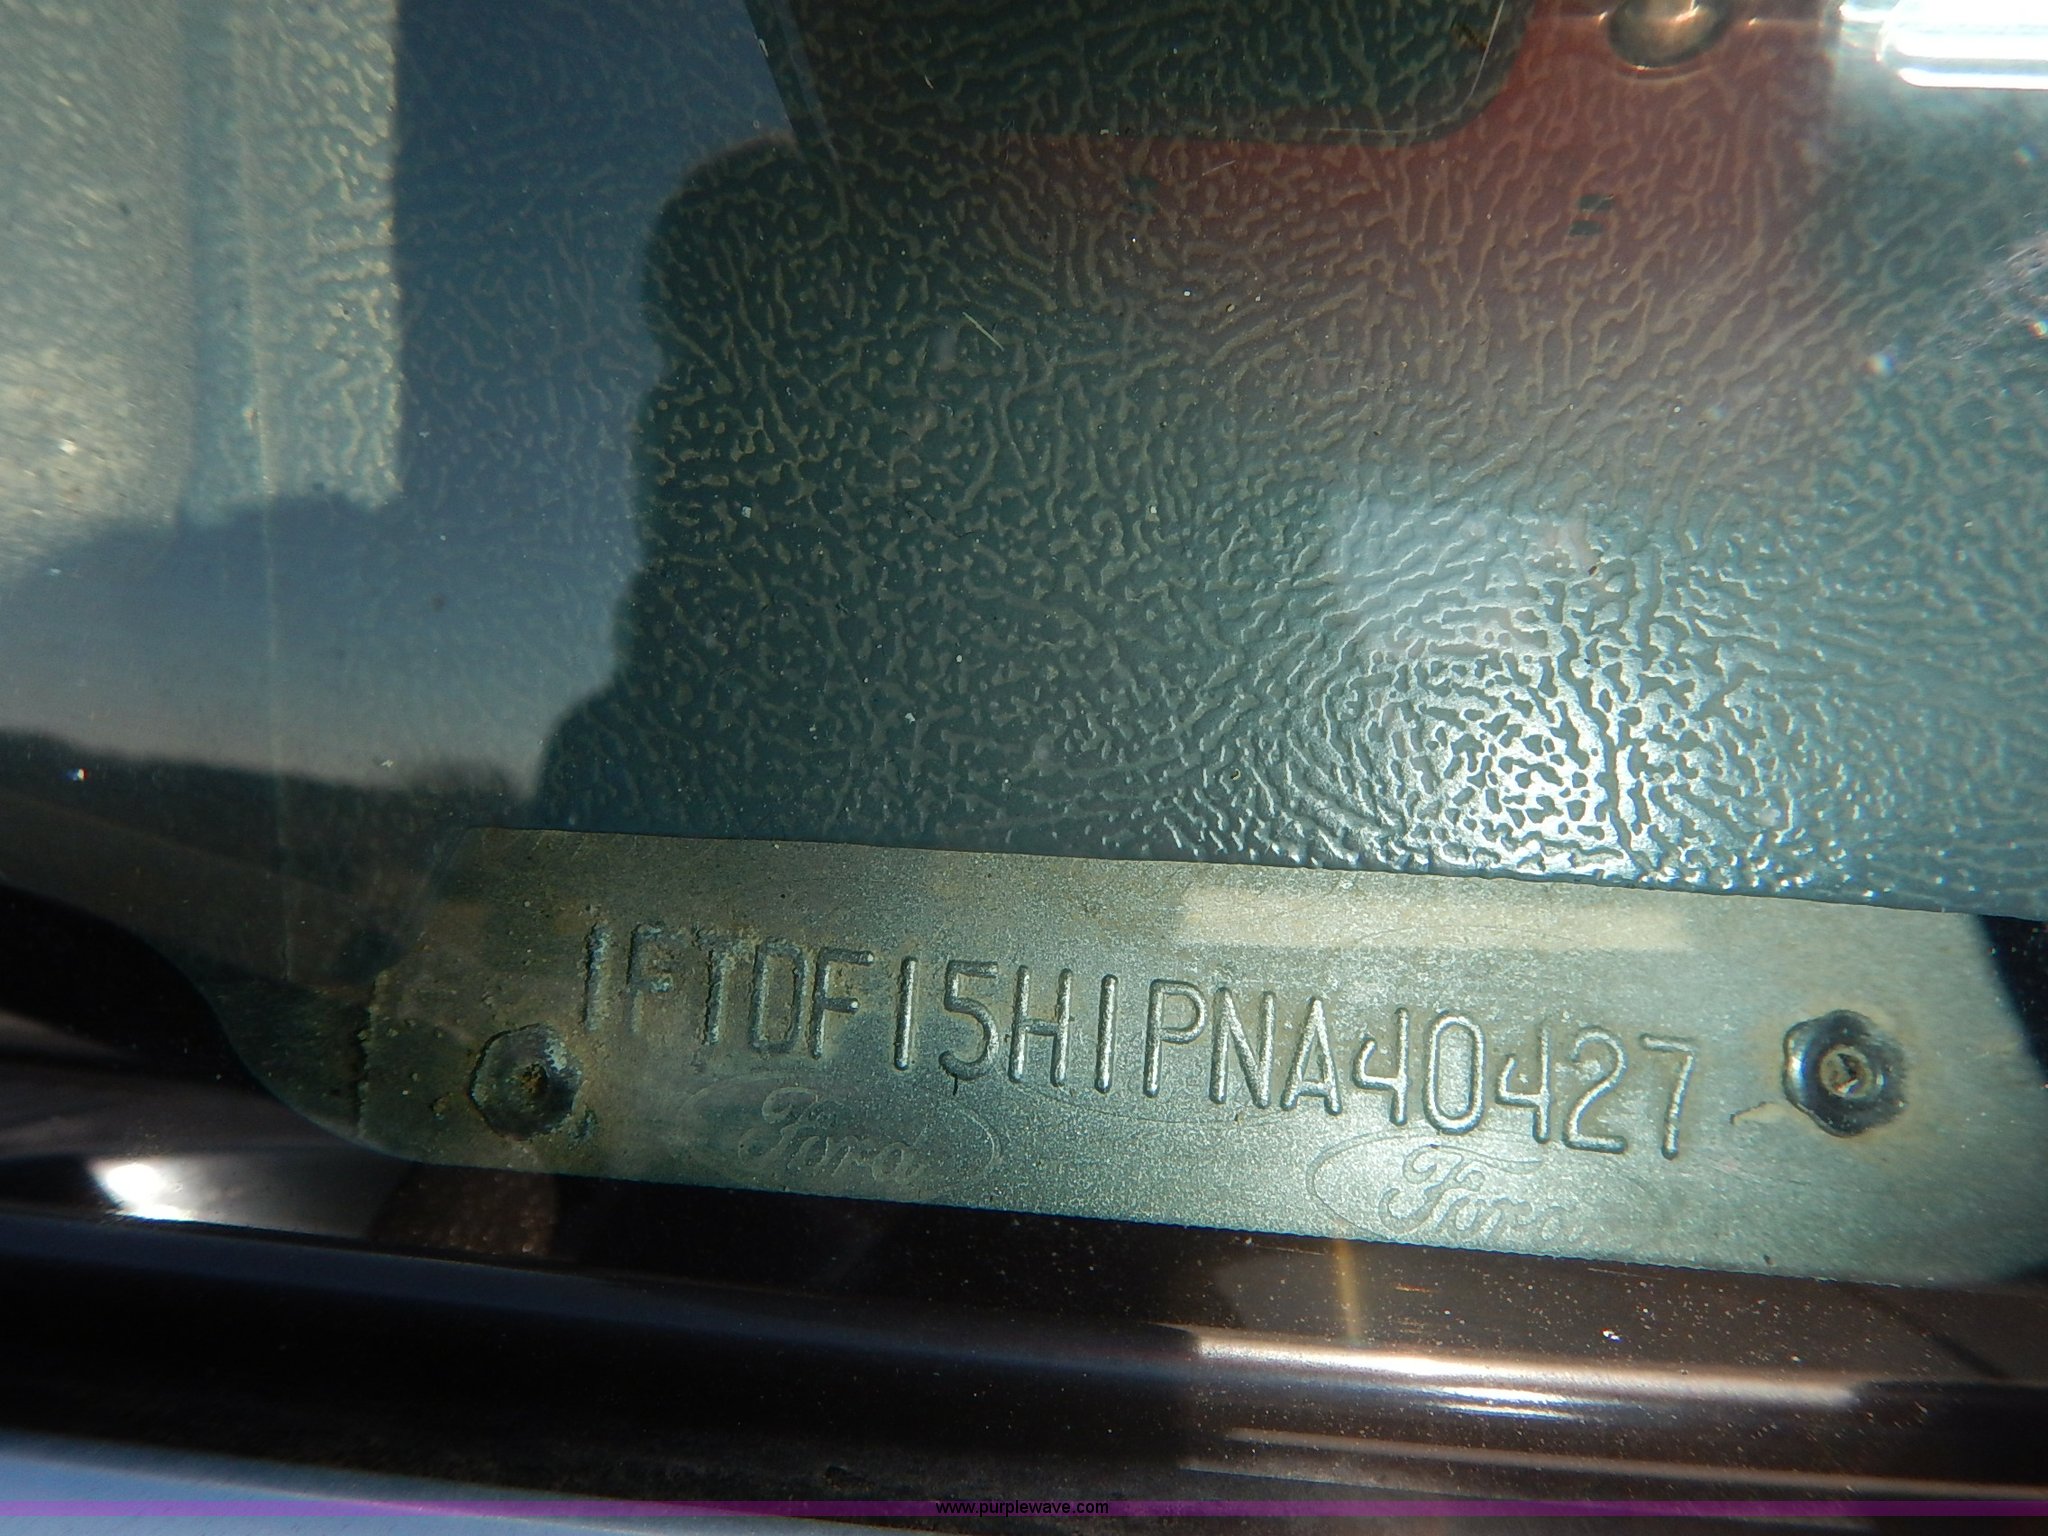 1FTDF15H1PNA40427
Ford Ford
www.purplewave.com